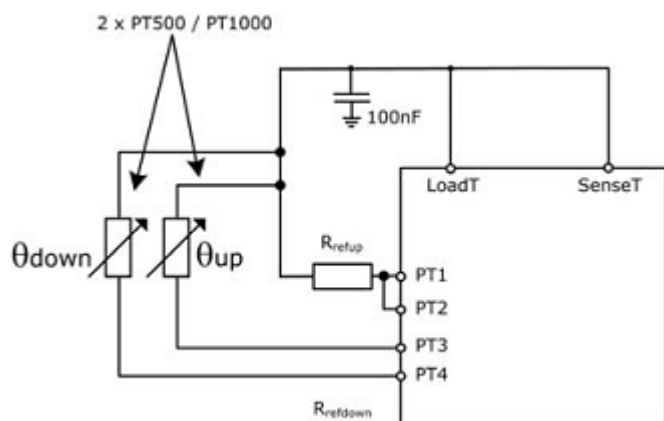 2 x PT500 / PT1000
100nF
LoadT
SenseT
θdown
θup
Rrefup
PT1
PT2
PT3
PT4
Rrefdown